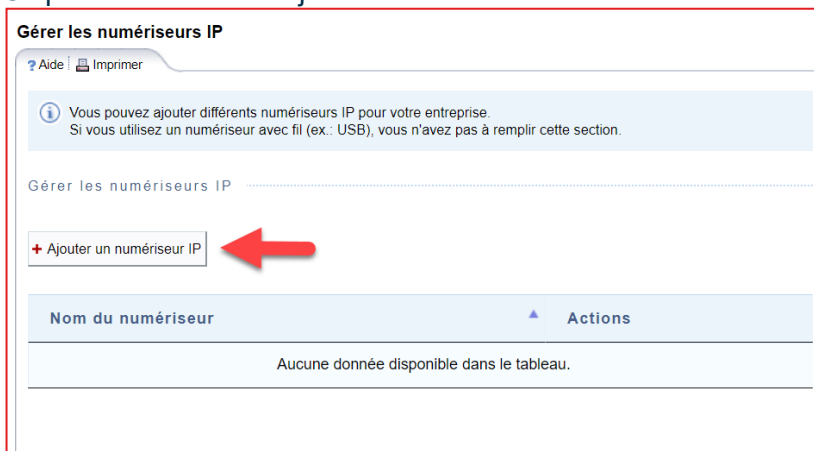 Gérer les numériseurs IP
? Aide Imprimer
Vous pouvez ajouter différents numériseurs IP pour votre entreprise.
Si vous utilisez un numériseur avec fil (ex.: USB), vous n'avez pas à remplir cette section.
Gérer les numériseurs IP
+ Ajouter un numériseur IP
Nom du numériseur Actions
Aucune donnée disponible dans le tableau.